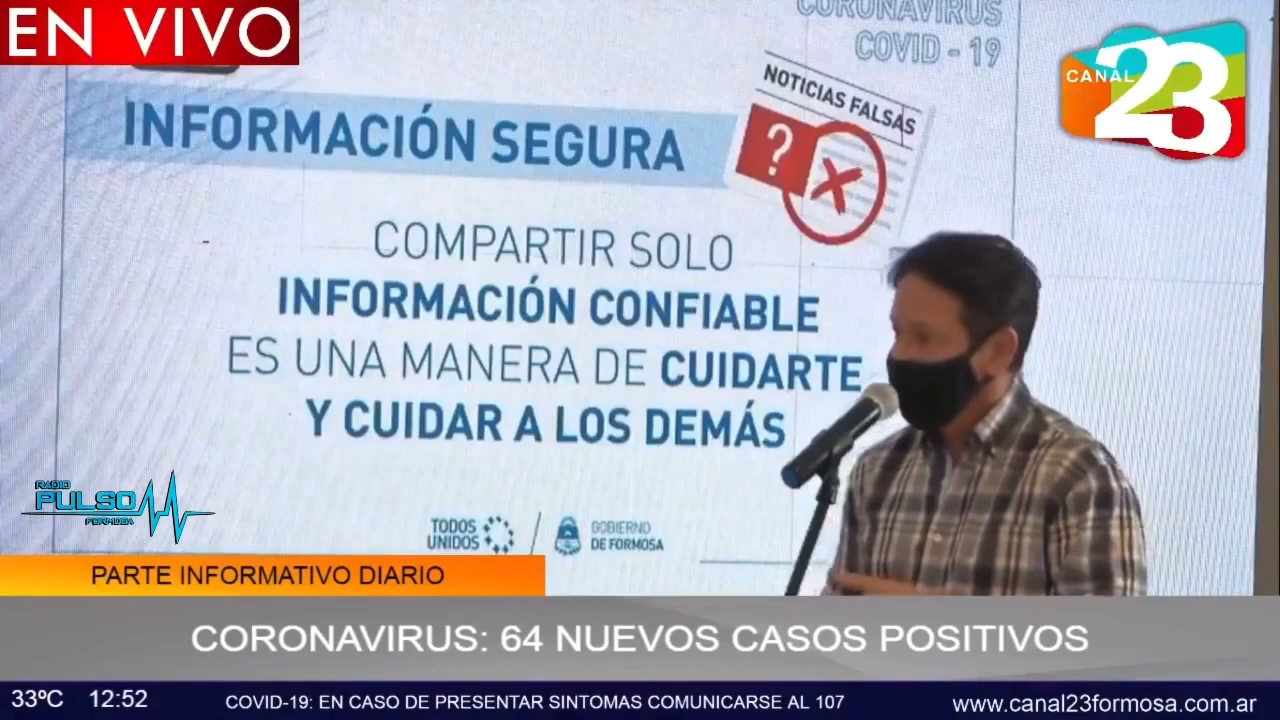 EN VIVO
CORONAVIRUS
COVID - 19
CANAL 23
NOTICIAS FALSAS
?
INFORMACIÓN SEGURA
COMPARTIR SOLO
INFORMACIÓN CONFIABLE
ES UNA MANERA DE CUIDARTE
Y CUIDAR A LOS DEMÁS
RADIO
PULSO
FORMOSA
TODOS
UNIDOS
GOBIERNO
DE FORMOSA
PARTE INFORMATIVO DIARIO
CORONAVIRUS: 64 NUEVOS CASOS POSITIVOS
33ºC 12:52 COVID-19: EN CASO DE PRESENTAR SINTOMAS COMUNICARSE AL 107 www.canal23formosa.com.ar